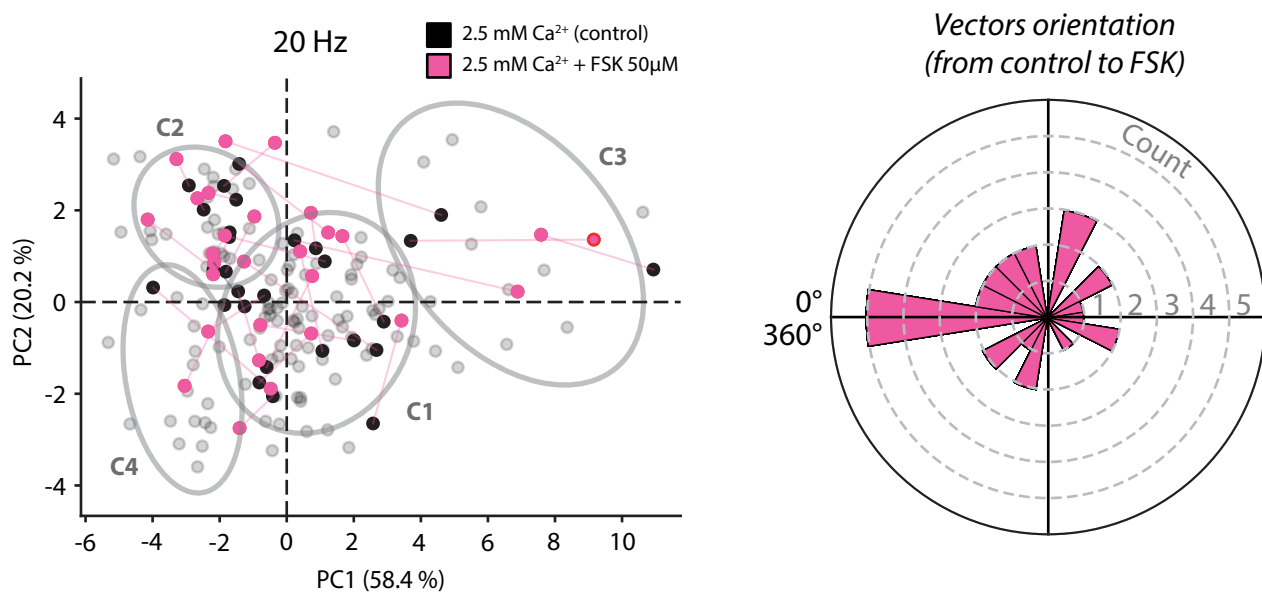 20 Hz
2.5 mM Ca²⁺ (control)
2.5 mM Ca²⁺ + FSK 50µM
C2
C3
C1
C4
PC2 (20.2 %)
4
2
0
-2
-4
-6 -4 -2 0 2 4 6 8 10
PC1 (58.4 %)
Vectors orientation
(from control to FSK)
Count
0°
360°
1 2 3 4 5